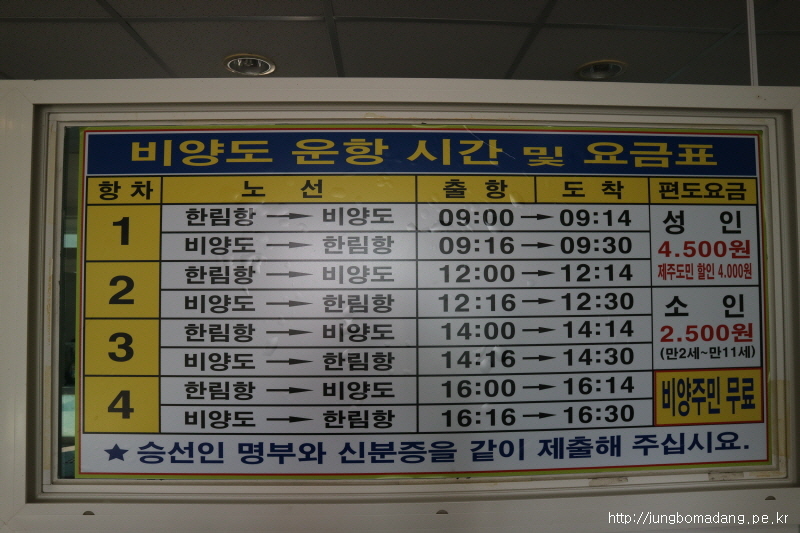 비양도 운항 시간 및 요금표
항차 노선 출항 도착 편도요금
1 한림항 → 비양도 09:00 → 09:14 성인
비양도 → 한림항 09:16 → 09:30 4.500원
2 한림항 → 비양도 12:00 → 12:14 제주도민 할인 4.000원
비양도 → 한림항 12:16 → 12:30 소인
3 한림항 → 비양도 14:00 → 14:14 2.500원
비양도 → 한림항 14:16 → 14:30 (만2세~만11세)
4 한림항 → 비양도 16:00 → 16:14 비양주민 무료
비양도 → 한림항 16:16 → 16:30
★ 승선인 명부와 신분증을 같이 제출해 주십시요.
http://jungbomadang.pe.kr